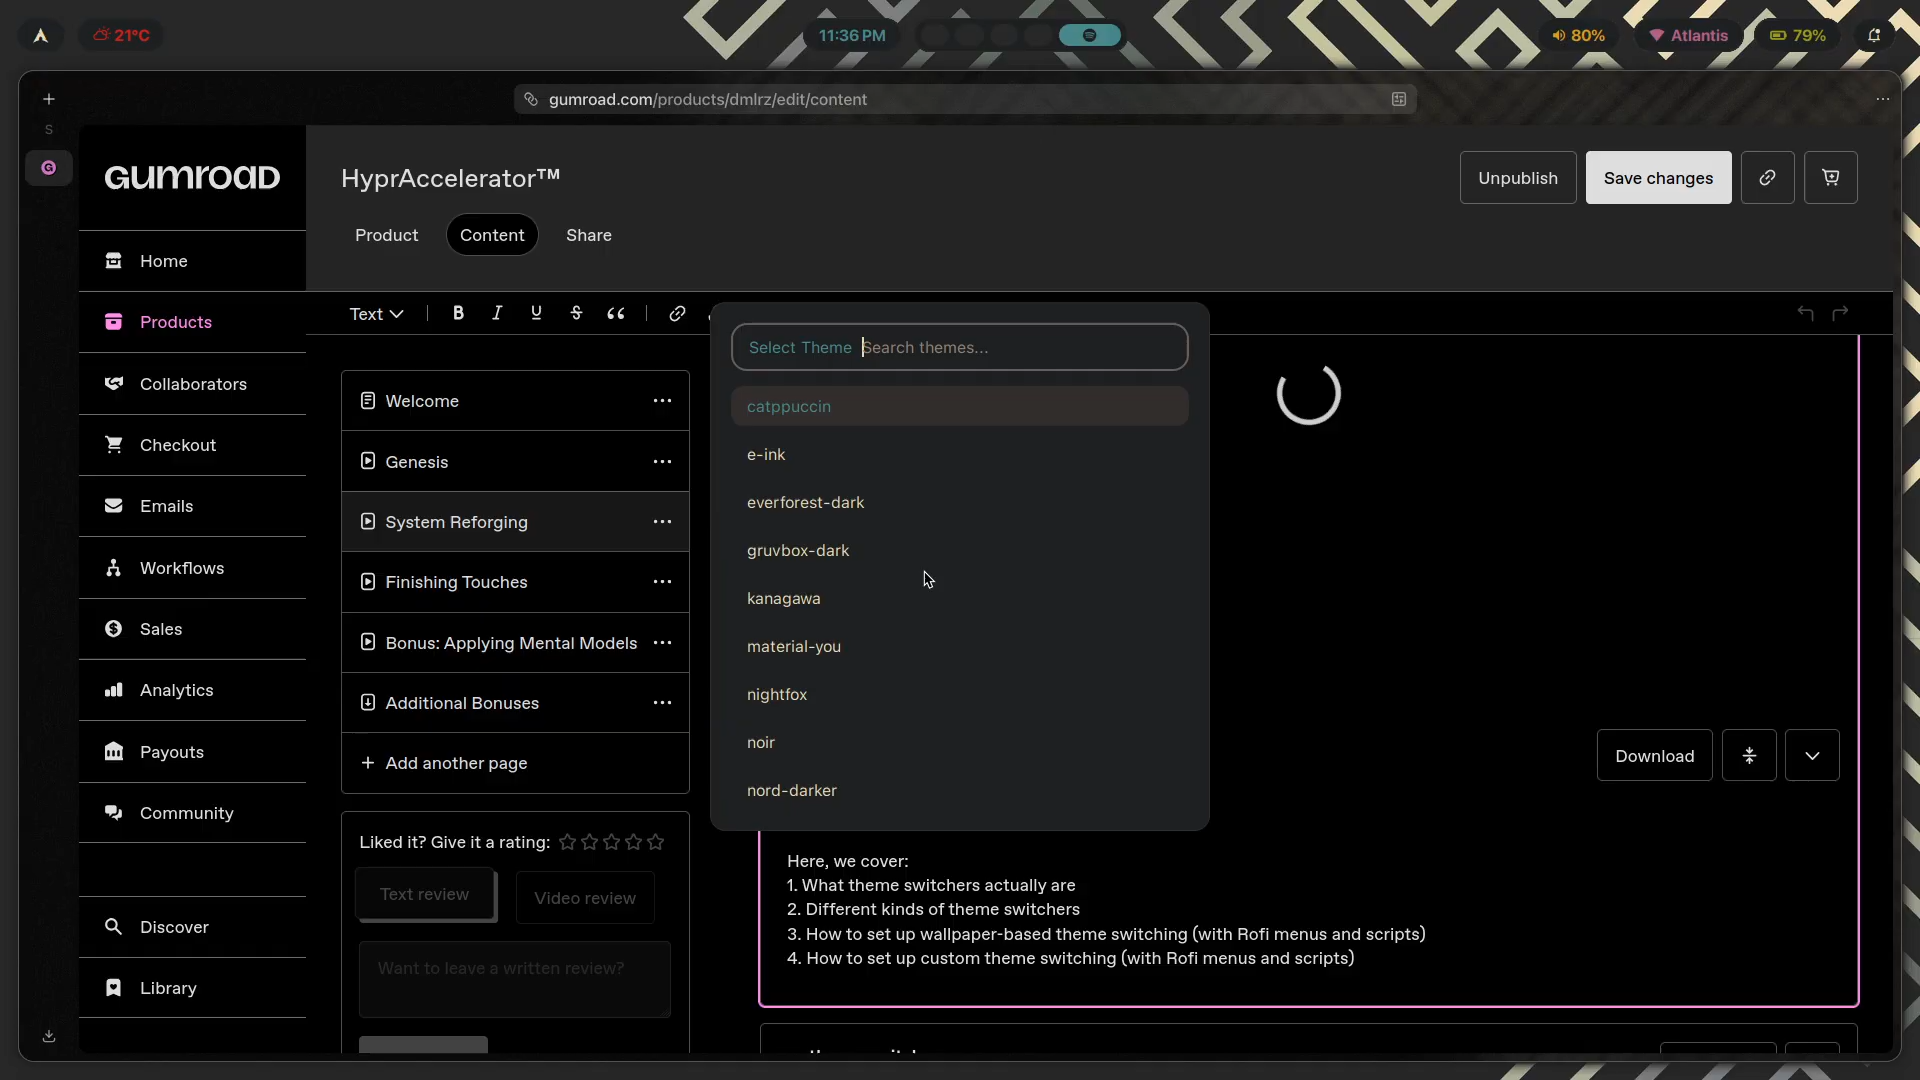 21°C
11:36 PM
80%
Atlantis
79%
gumroad.com/products/dmlrz/edit/content
S
G
GUMROAD
HyprAccelerator™
Unpublish
Save changes
Product
Content
Share
Home
Products
Collaborators
Checkout
Emails
Workflows
Sales
Analytics
Payouts
Community
Discover
Library
Text
B
I
U
S
Welcome
Genesis
System Reforging
Finishing Touches
Bonus: Applying Mental Models
Additional Bonuses
+ Add another page
Liked it? Give it a rating:
Text review
Video review
Want to leave a written review?
Select Theme Search themes...
catppuccin
e-ink
everforest-dark
gruvbox-dark
kanagawa
material-you
nightfox
noir
nord-darker
Download
Here, we cover:
1. What theme switchers actually are
2. Different kinds of theme switchers
3. How to set up wallpaper-based theme switching (with Rofi menus and scripts)
4. How to set up custom theme switching (with Rofi menus and scripts)